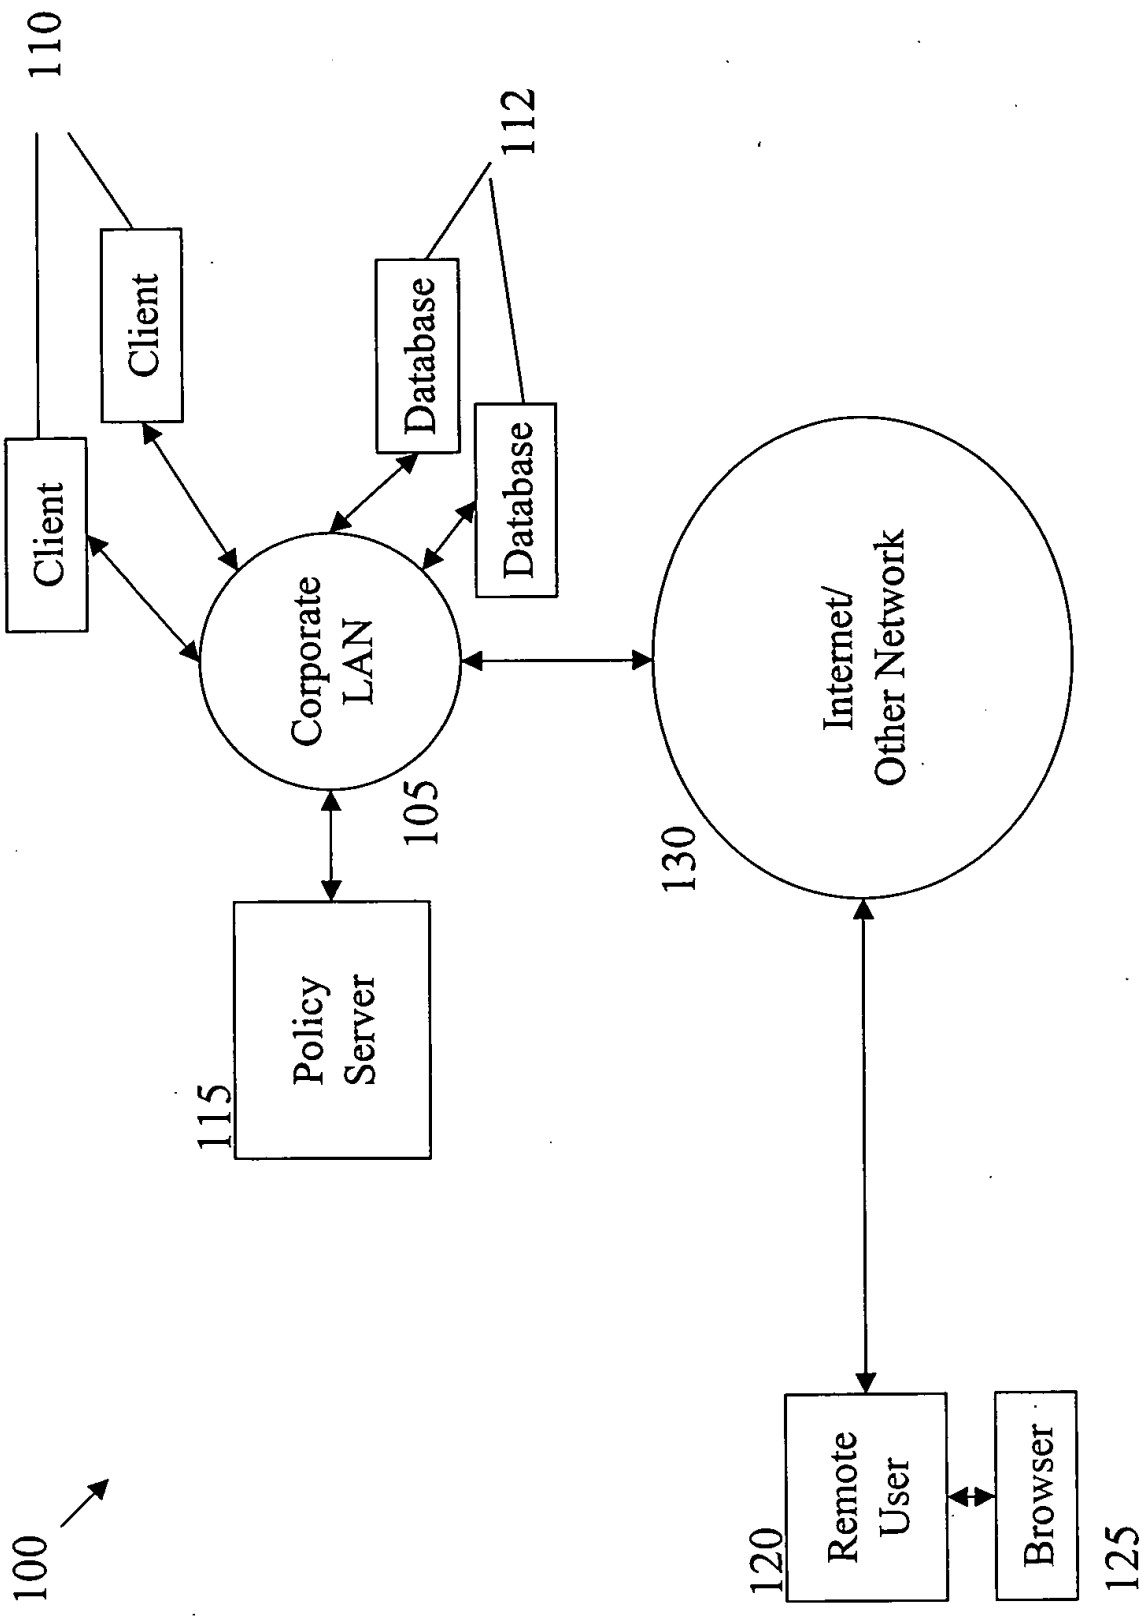 100
110
Client
Client
112
Database
Database
Corporate
LAN
105
115
Policy
Server
130
Internet/
Other Network
120
Remote
User
Browser
125